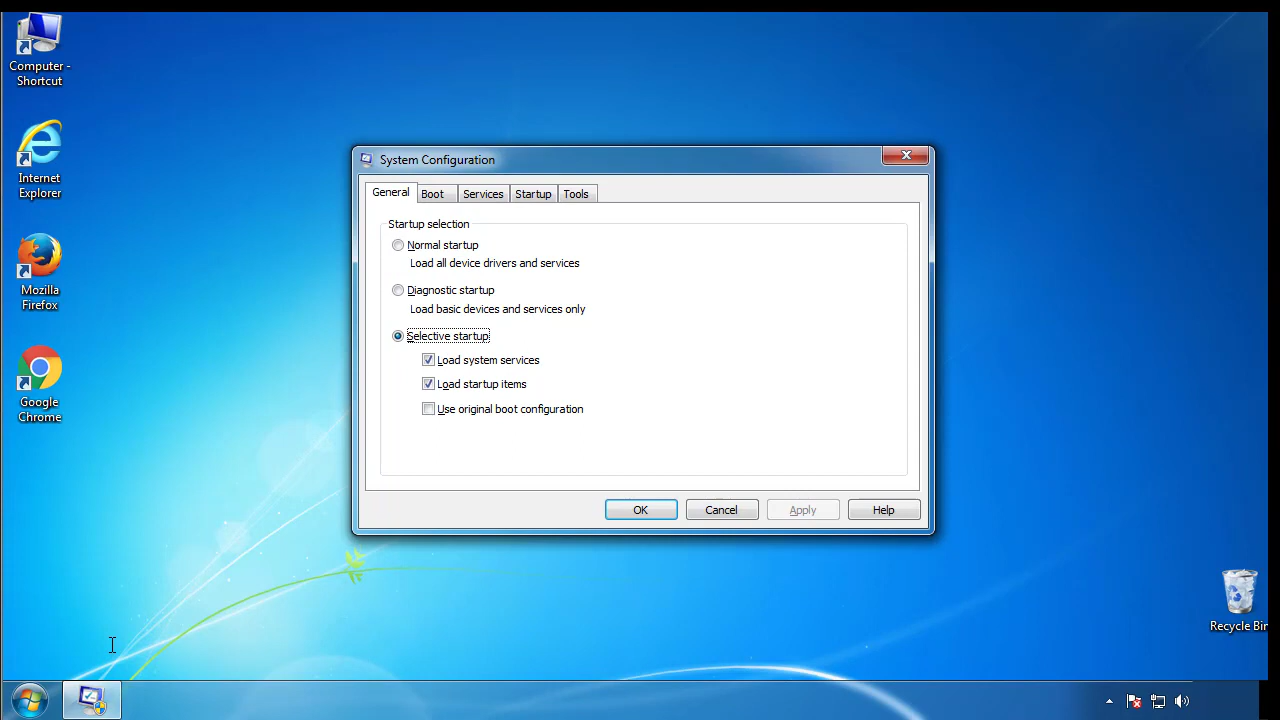 Computer -
Shortcut
Internet
Explorer
Mozilla
Firefox
Google
Chrome
System Configuration
General
Boot
Services
Startup
Tools
Startup selection
Normal startup
Load all device drivers and services
Diagnostic startup
Load basic devices and services only
Selective startup
Load system services
Load startup items
Use original boot configuration
OK
Cancel
Apply
Help
Recycle Bin